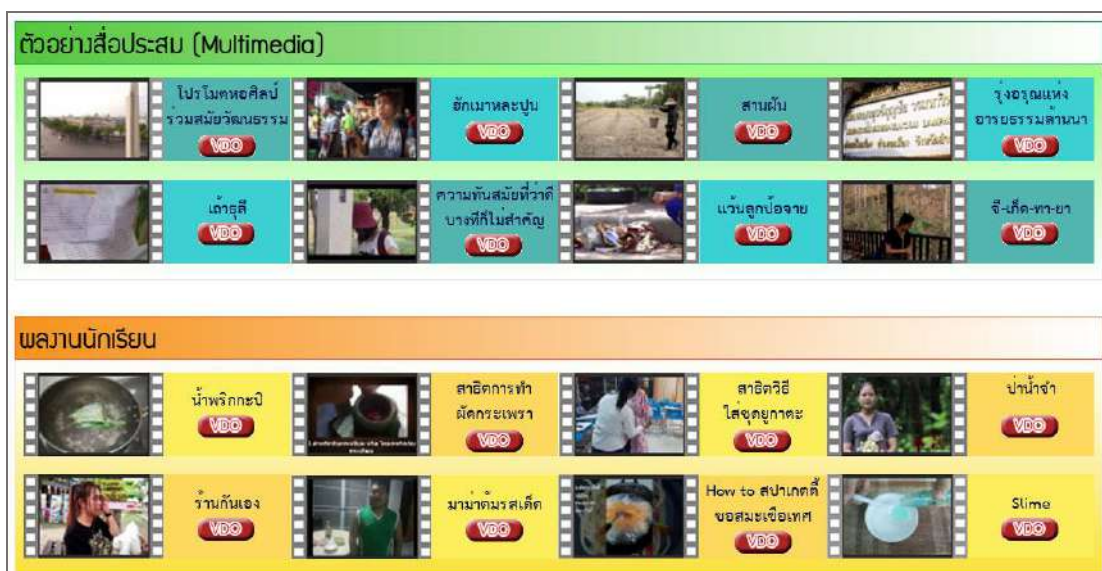 ตัวอย่างสื่อประสม (Multimedia)
โปรโมตหอศิลป์
ร่วมสมัยวัฒนธรรม
VDO
ฮักเมาหละปูน
VDO
สานฝัน
VDO
รุ่งอรุณแห่ง
อารยธรรมล้านนา
VDO
เถ้าธุลี
VDO
ความทันสมัยที่ว่าดี
บางทีก็ไม่สำคัญ
VDO
แว้นลูกป้อจาย
VDO
จี-เก็ด-ทา-ยา
VDO
ผลงานนักเรียน
น้ำพริกกะปิ
VDO
สาธิตการทำ
ผัดกระเพรา
VDO
สาธิตวิธี
ใส่ชุดยูกาตะ
VDO
ป่าน้ำจำ
VDO
ร้านกันเอง
VDO
มาม่าต้มรสเด็ด
VDO
How to สปาเกตตี้
ขอสมะเขือเทศ
VDO
Slime
VDO